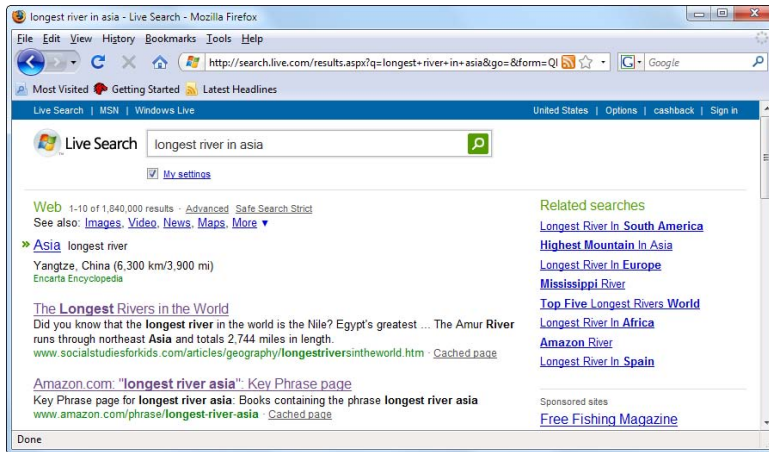 longest river in asia - Live Search - Mozilla Firefox
File Edit View History Bookmarks Tools Help
http://search.live.com/results.aspx?q=longest+river+in+asia&go=&form=QI
G Google
Most Visited Getting Started Latest Headlines
Live Search | MSN | Windows Live United States | Options | cashback | Sign in
Live Search longest river in asia
My settings
Web 1-10 of 1,840,000 results · Advanced Safe Search Strict
See also: Images, Video, News, Maps, More ▼
» Asia longest river
Yangtze, China (6,300 km/3,900 mi)
Encarta Encyclopedia
The Longest Rivers in the World
Did you know that the longest river in the world is the Nile? Egypt's greatest ... The Amur River
runs through northeast Asia and totals 2,744 miles in length.
www.socialstudiesforkids.com/articles/geography/longestriversintheworld.htm · Cached page
Amazon.com: "longest river asia": Key Phrase page
Key Phrase page for longest river asia: Books containing the phrase longest river asia
www.amazon.com/phrase/longest-river-asia · Cached page
Related searches
Longest River In South America
Highest Mountain In Asia
Longest River In Europe
Mississippi River
Top Five Longest Rivers World
Longest River In Africa
Amazon River
Longest River In Spain
Sponsored sites
Free Fishing Magazine
Done